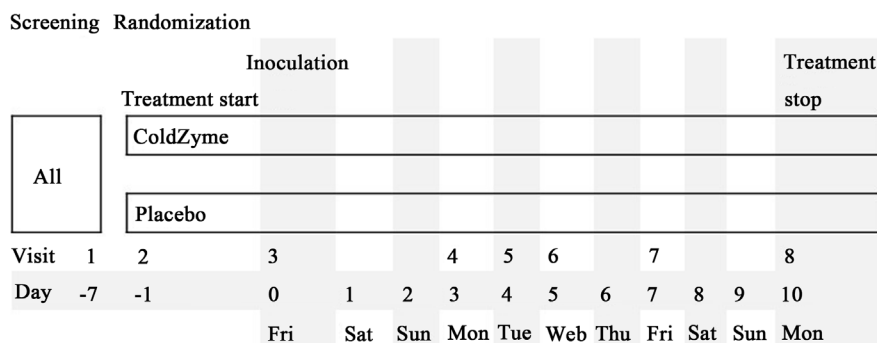 Screening Randomization
Inoculation Treatment
Treatment start stop
ColdZyme
All
Placebo
Visit 1 2 3 4 5 6 7 8
Day -7 -1 0 1 2 3 4 5 6 7 8 9 10
Fri Sat Sun Mon Tue Web Thu Fri Sat Sun Mon